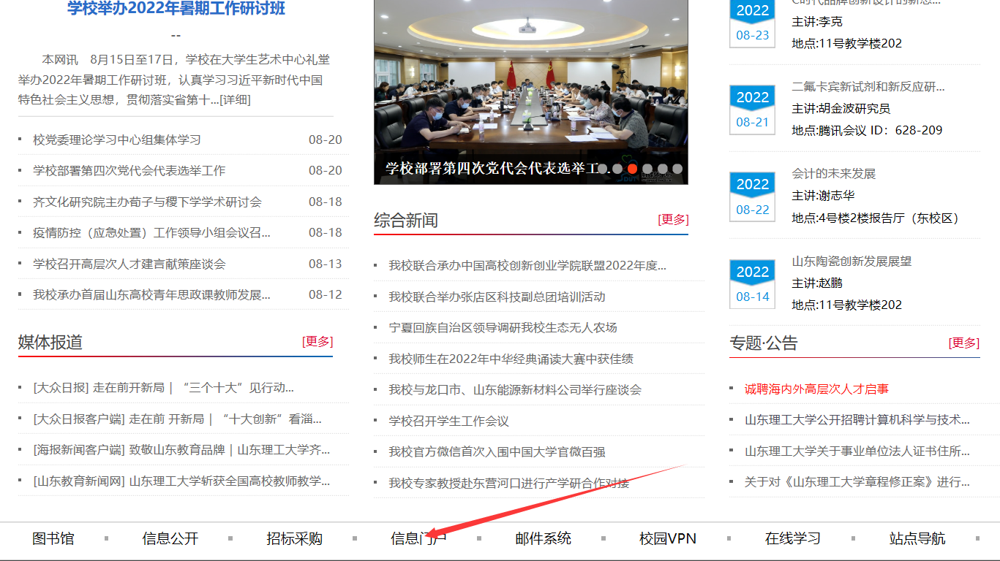 学校举办2022年暑期工作研讨班
--
本网讯 8月15日至17日，学校在大学生艺术中心礼堂
举办2022年暑期工作研讨班，认真学习习近平新时代中国
特色社会主义思想，贯彻落实省第十...[详细]
校党委理论学习中心组集体学习 08-20
学校部署第四次党代会代表选举工作 08-20
齐文化研究院主办荀子与稷下学学术研讨会 08-18
疫情防控（应急处置）工作领导小组会议召... 08-18
学校召开高层次人才建言献策座谈会 08-13
我校承办首届山东高校青年思政课教师发展... 08-12
媒体报道 [更多]
[大众日报] 走在前开新局｜“三个十大”见行动...
[大众日报客户端] 走在前 开新局｜“十大创新”看淄...
[海报新闻客户端] 致敬山东教育品牌｜山东理工大学齐...
[山东教育新闻网] 山东理工大学斩获全国高校教师教学...
学校部署第四次党代会代表选举工...
综合新闻 [更多]
我校联合承办中国高校创新创业学院联盟2022年度...
我校联合举办张店区科技副总团培训活动
宁夏回族自治区领导调研我校生态无人农场
我校师生在2022年中华经典诵读大赛中获佳绩
我校与龙口市、山东能源新材料公司举行座谈会
学校召开学生工作会议
我校官方微信首次入围中国大学官微百强
我校专家教授赴东营河口进行产学研合作对接
C时代品牌创新设计的新思...
2022
08-23
主讲:李克
地点:11号教学楼202
二氟卡宾新试剂和新反应研...
2022
08-21
主讲:胡金波研究员
地点:腾讯会议 ID：628-209
会计的未来发展
2022
08-22
主讲:谢志华
地点:4号楼2楼报告厅（东校区）
山东陶瓷创新发展展望
2022
08-14
主讲:赵鹏
地点:11号教学楼202
专题·公告 [更多]
诚聘海内外高层次人才启事
山东理工大学公开招聘计算机科学与技术...
山东理工大学关于事业单位法人证书住所...
关于对《山东理工大学章程修正案》进行...
图书馆 信息公开 招标采购 信息门户 邮件系统 校园VPN 在线学习 站点导航